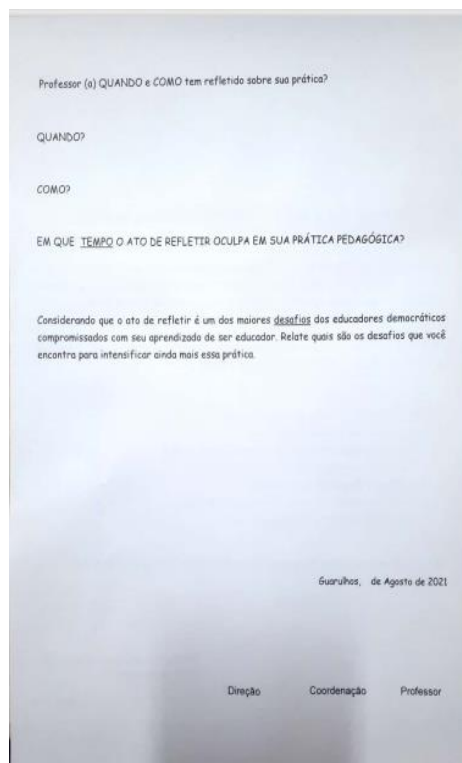 Professor (a) QUANDO e COMO tem refletido sobre sua prática?
QUANDO?
COMO?
EM QUE TEMPO O ATO DE REFLETIR OCULPA EM SUA PRÁTICA PEDAGÓGICA?
Considerando que o ato de refletir é um dos maiores desafios dos educadores democráticos
compromissados com seu aprendizado de ser educador. Relate quais são os desafios que você
encontra para intensificar ainda mais essa prática.
Guarulhos, de Agosto de 2021
Direção Coordenação Professor